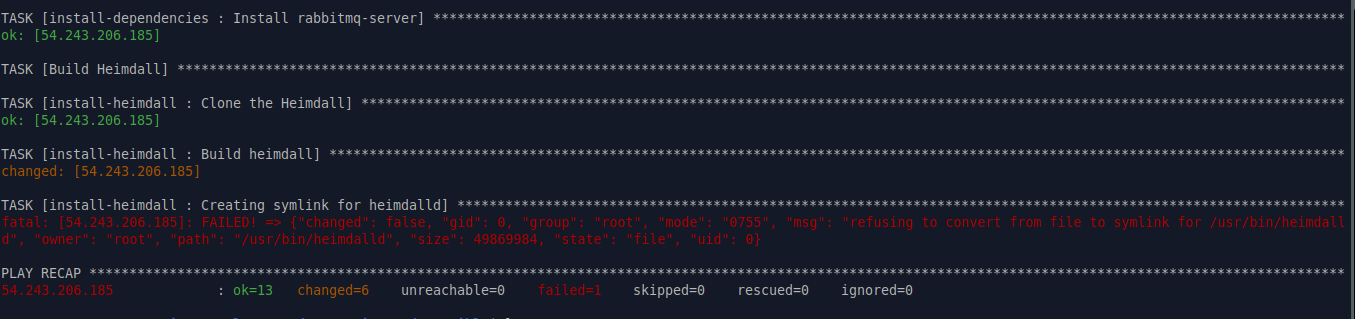 TASK [install-dependencies : Install rabbitmq-server] ******************************************************************************************************************
ok: [54.243.206.185]
TASK [Build Heimdall] **************************************************************************************************************************************************
TASK [install-heimdall : Clone the Heimdall] ***************************************************************************************************************************
ok: [54.243.206.185]
TASK [install-heimdall : Build heimdall] *******************************************************************************************************************************
changed: [54.243.206.185]
TASK [install-heimdall : Creating symlink for heimdalld] ***************************************************************************************************************
fatal: [54.243.206.185]: FAILED! => {"changed": false, "gid": 0, "group": "root", "mode": "0755", "msg": "refusing to convert from file to symlink for /usr/bin/heimdall
d", "owner": "root", "path": "/usr/bin/heimdalld", "size": 49869984, "state": "file", "uid": 0}
PLAY RECAP *************************************************************************************************************************************************************
54.243.206.185             : ok=13   changed=6    unreachable=0    failed=1    skipped=0    rescued=0    ignored=0